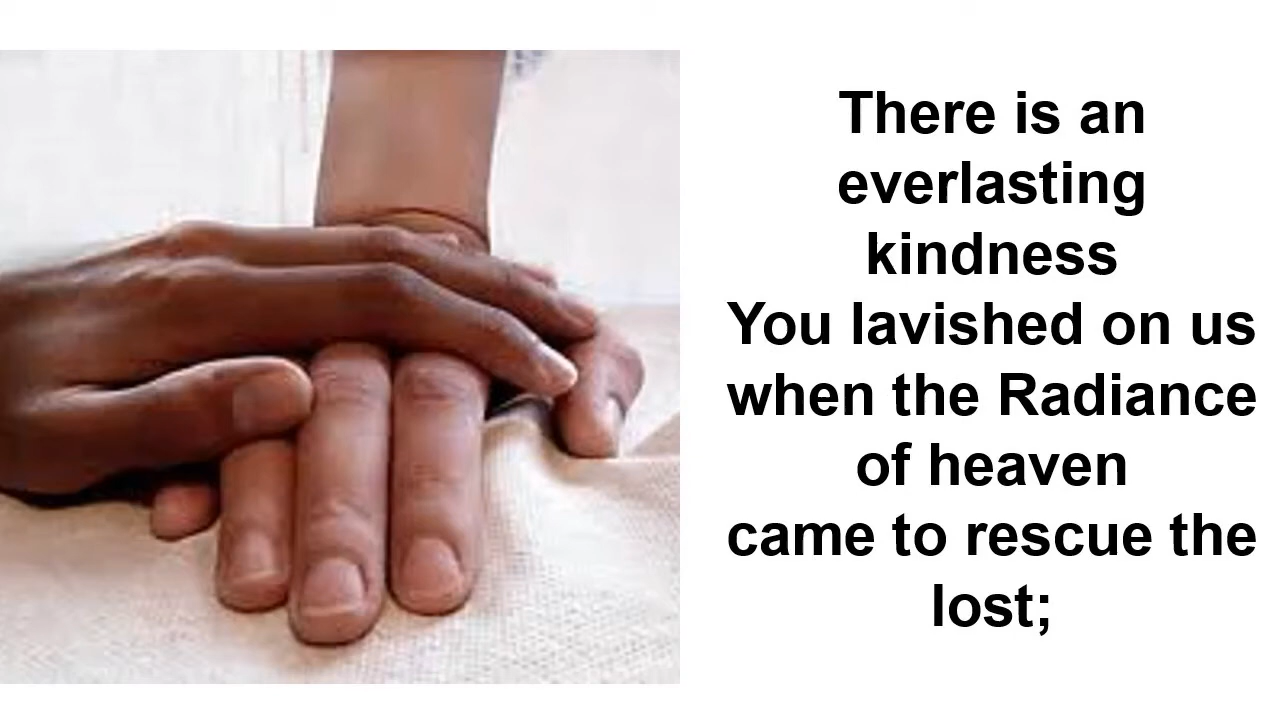 There is an
everlasting
kindness
You lavished on us
when the Radiance
of heaven
came to rescue the
lost;